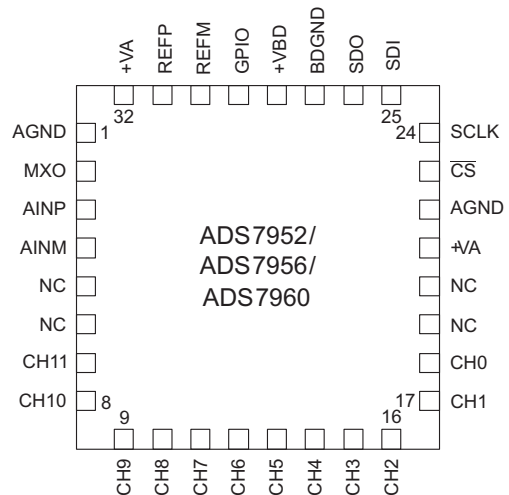 +VA REFP REFM GPIO +VBD BDGND SDO SDI
32 25
AGND 1 24 SCLK
MXO C̅S̅
AINP AGND
AINM +VA
ADS7952/
ADS7956/
ADS7960
NC NC
NC NC
CH11 CH0
CH10 8 17 CH1
9 16
CH9 CH8 CH7 CH6 CH5 CH4 CH3 CH2